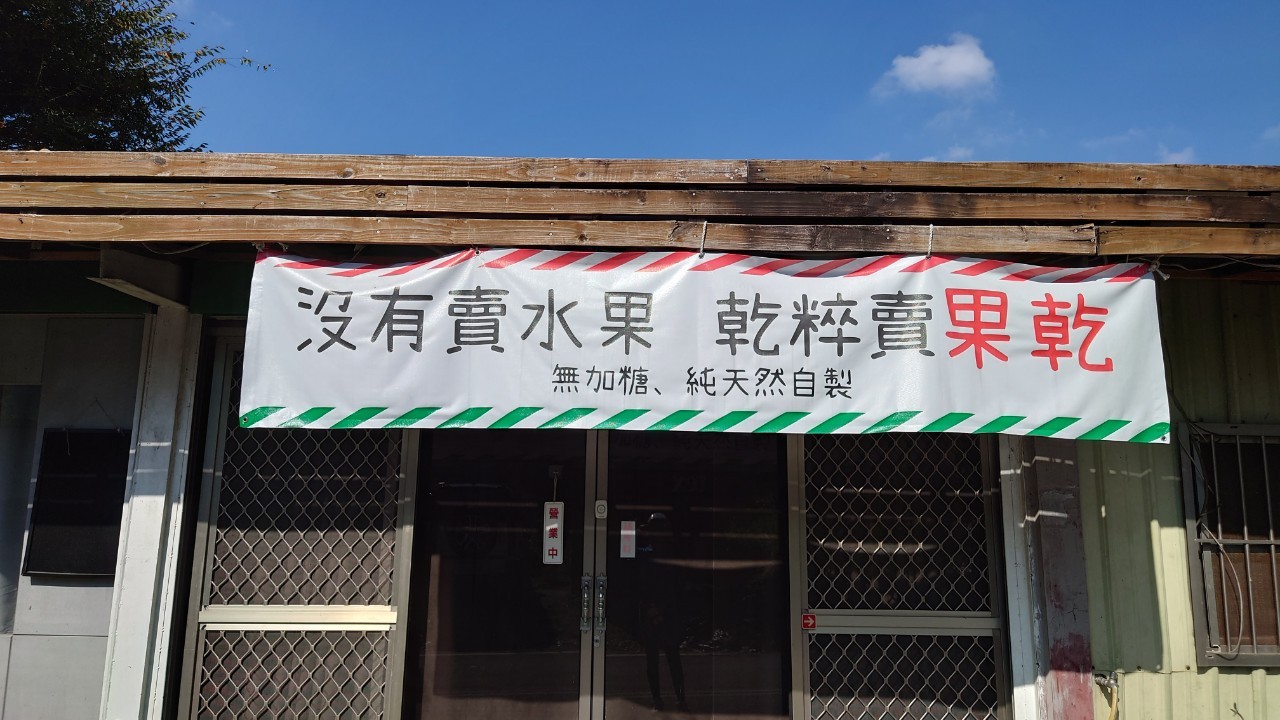 沒有賣水果 乾粹賣果乾
無加糖、純天然自製
營業中